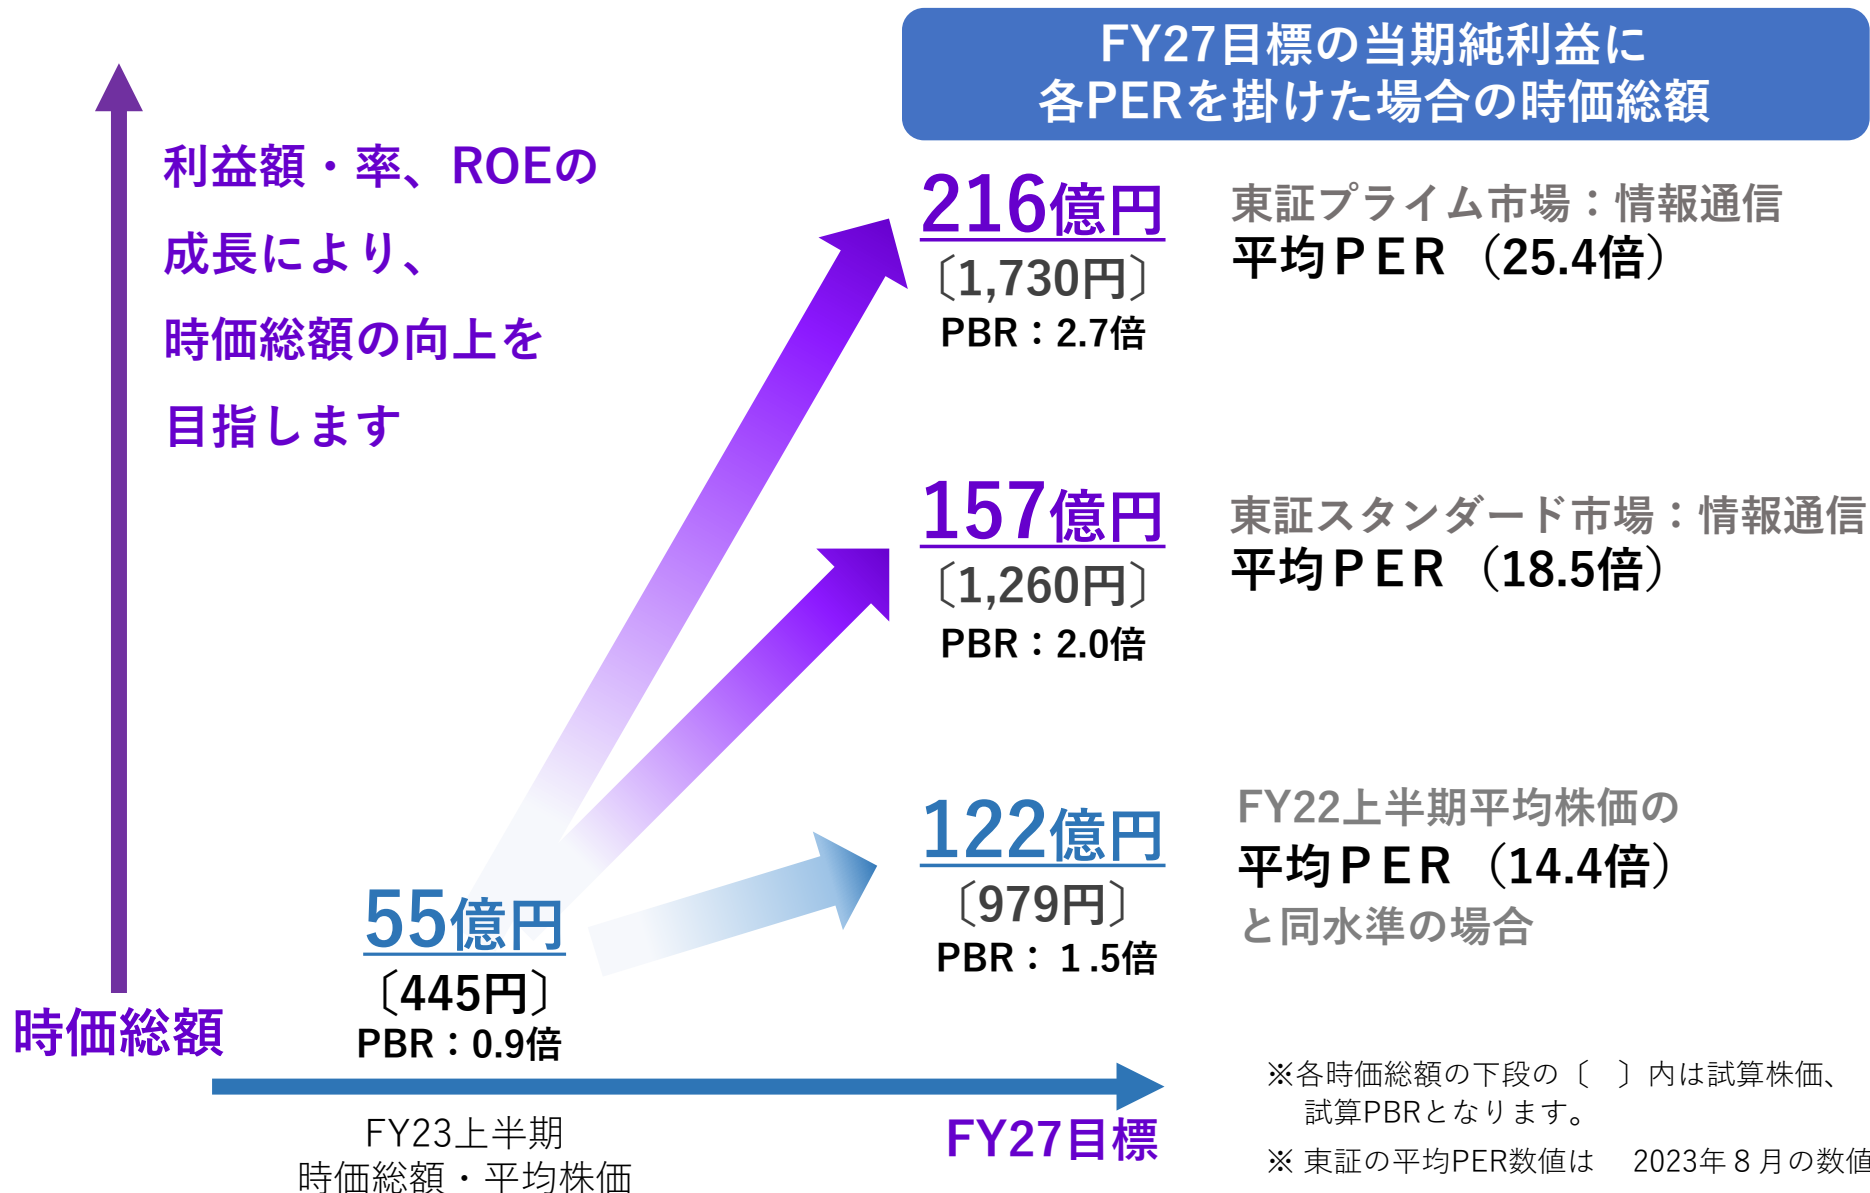 FY27目標の当期純利益に
各PERを掛けた場合の時価総額
利益額・率、ROEの
成長により、
時価総額の向上を
目指します
216億円
〔1,730円〕
PBR：2.7倍
東証プライム市場：情報通信
平均ＰＥＲ（25.4倍）
157億円
〔1,260円〕
PBR：2.0倍
東証スタンダード市場：情報通信
平均ＰＥＲ（18.5倍）
122億円
〔979円〕
PBR：１.5倍
FY22上半期平均株価の
平均ＰＥＲ（14.4倍）
と同水準の場合
55億円
〔445円〕
PBR：0.9倍
時価総額
FY23上半期
時価総額・平均株価
FY27目標
※各時価総額の下段の〔　〕内は試算株価、
試算PBRとなります。
※ 東証の平均PER数値は　2023年８月の数値